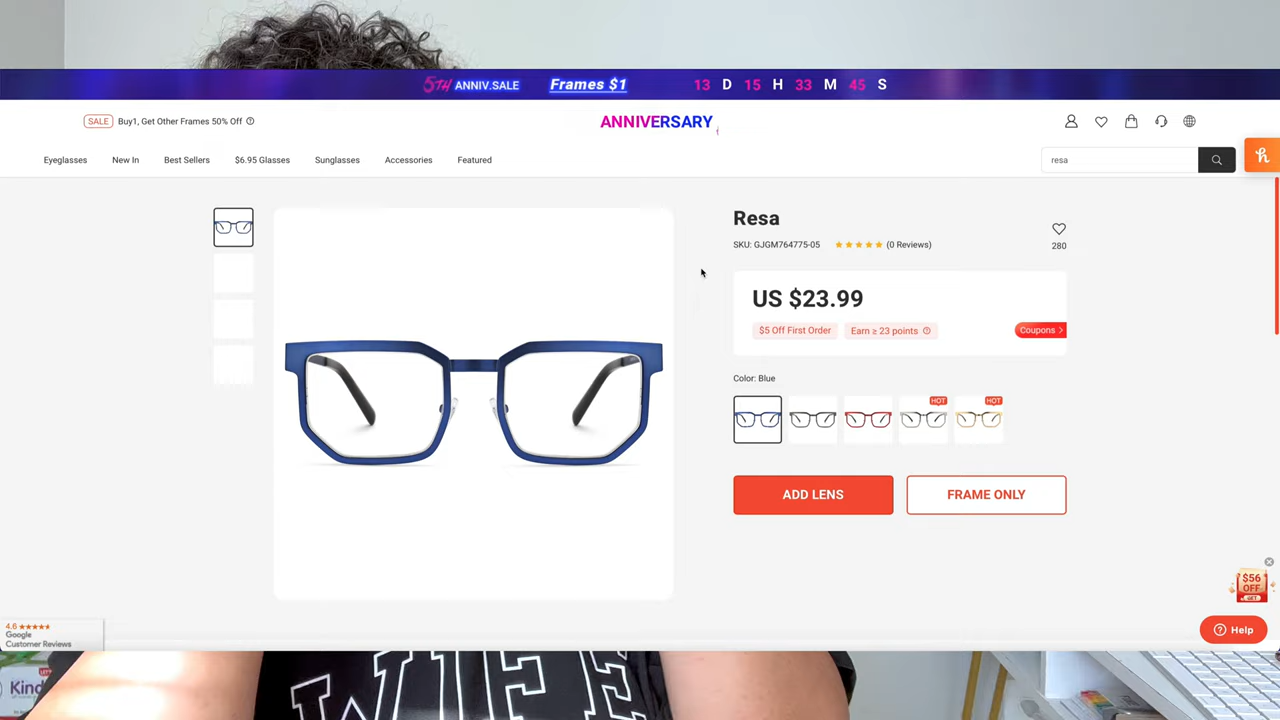 5TH ANNIV.SALE Frames $1 13 D 15 H 33 M 45 S
SALE Buy1, Get Other Frames 50% Off
ANNIVERSARY
Eyeglasses New In Best Sellers $6.95 Glasses Sunglasses Accessories Featured
resa
Resa
SKU: GJGM764775-05 (0 Reviews)
280
US $23.99
$5 Off First Order Earn ≥ 23 points Coupons >
Color: Blue
HOT HOT
ADD LENS FRAME ONLY
$56
OFF
GET
4.6
Google
Customer Reviews
Help
Kind
WIFE